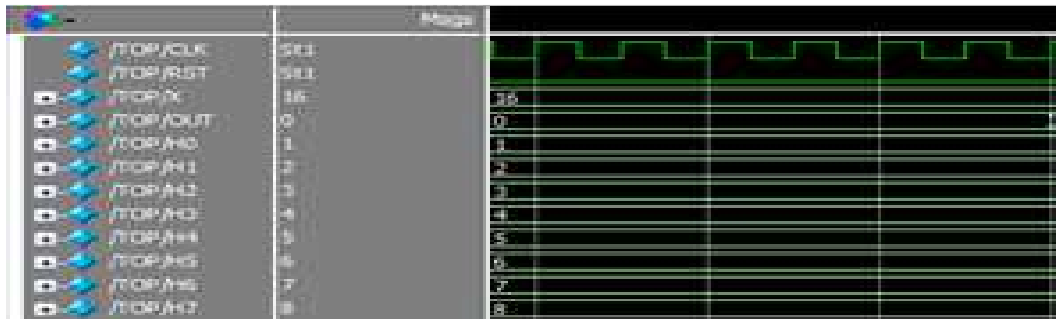 Msgs
/TOP/CLK St1
/TOP/RST St1
/TOP/X 16 16
/TOP/OUT 0 0
/TOP/H0 1 1
/TOP/H1 2 2
/TOP/H2 3 3
/TOP/H3 4 4
/TOP/H4 5 5
/TOP/H5 6 6
/TOP/H6 7 7
/TOP/H7 8 8